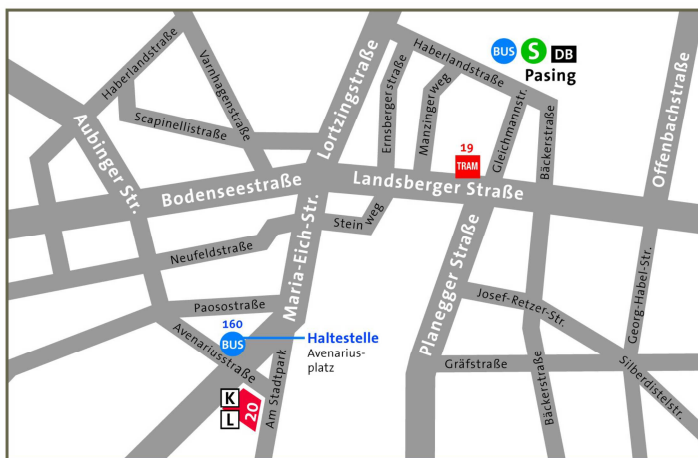 Haberlandstraße
Varnhagenstraße
Scapinellistraße
Aubinger Str.
Lortzingstraße
Ernsbergerstraße
Manzinger
weg
Haberlandstraße
BUS
S
DB
Pasing
Gleichmannstr.
Bäckerstraße
Offenbachstraße
19
TRAM
Bodenseestraße
Landsberger Straße
Stein
weg
Neufeldstraße
Maria-Eich-Str.
Planegger Straße
Paosostraße
Josef-Retzer-Str.
Georg-Habel-Str.
160
BUS
Haltestelle
Avenarius-
platz
Avenariusstraße
Am Stadtpark
Gräfstraße
Bäckerstraße
Silberdistelstr.
K
L
20